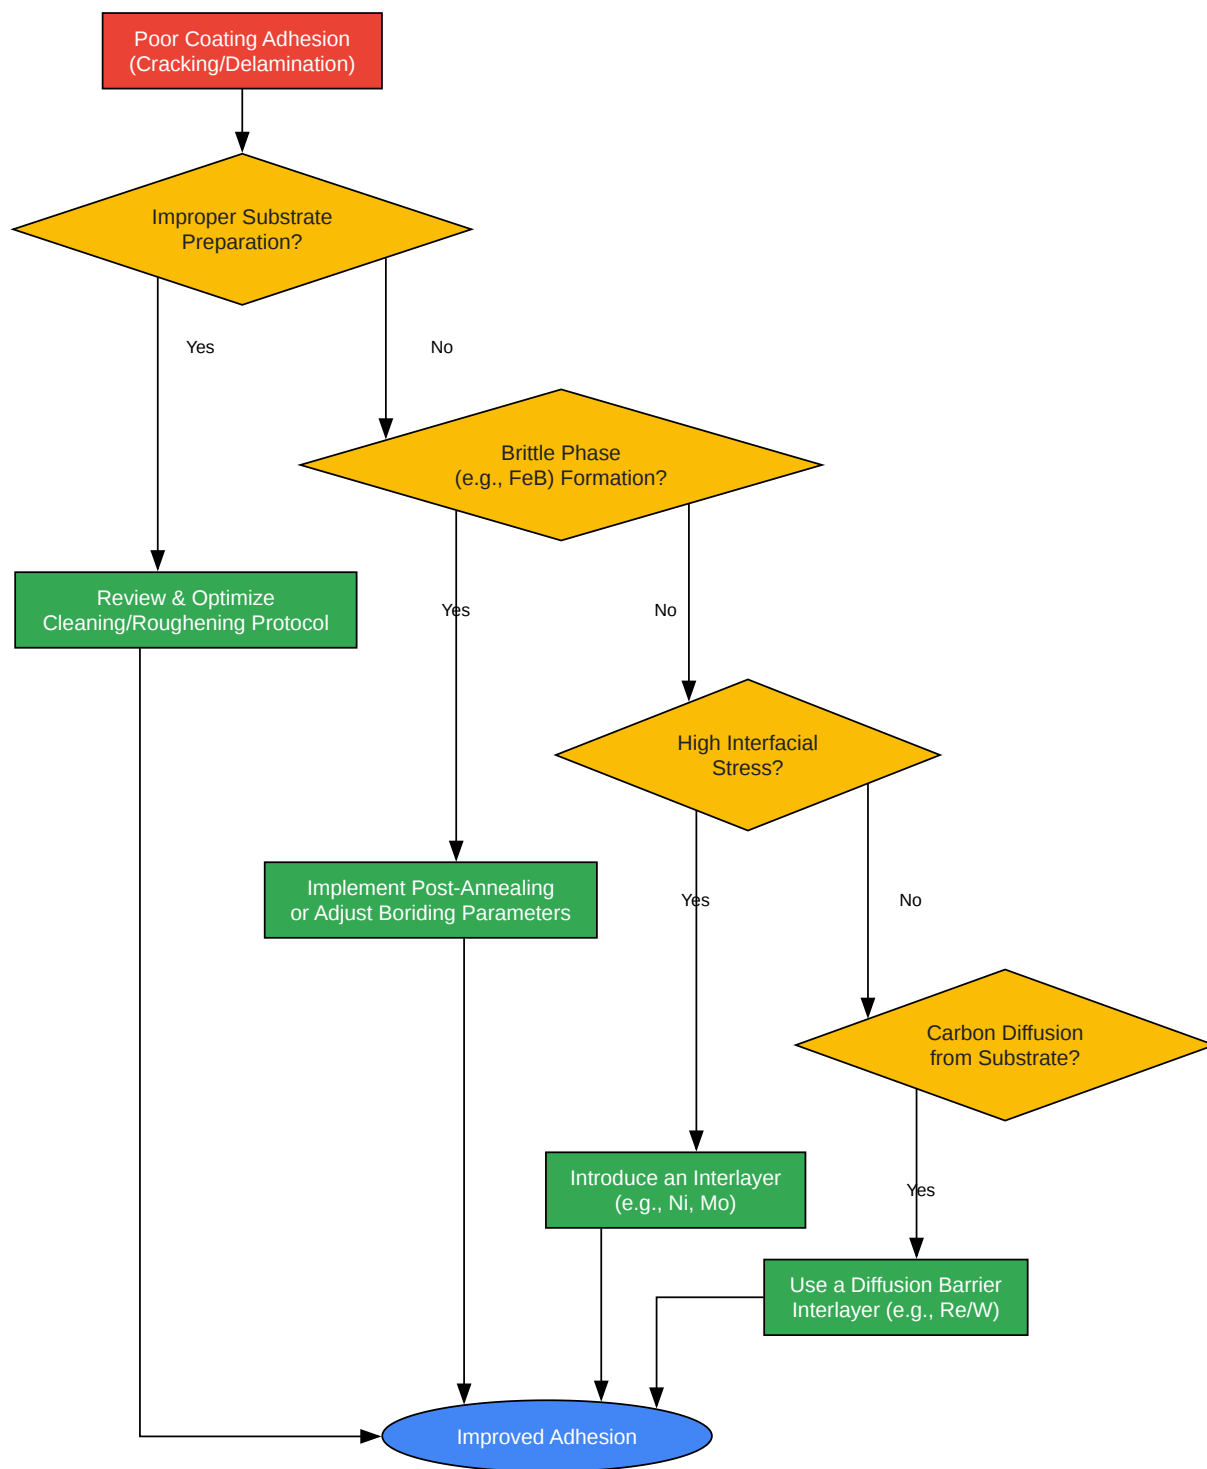 Poor Coating Adhesion
(Cracking/Delamination)
Improper Substrate
Preparation?
Yes
No
Brittle Phase
(e.g., FeB) Formation?
Review & Optimize
Cleaning/Roughening Protocol
Yes
No
High Interfacial
Stress?
Implement Post-Annealing
or Adjust Boriding Parameters
Yes
No
Carbon Diffusion
from Substrate?
Introduce an Interlayer
(e.g., Ni, Mo)
Yes
Use a Diffusion Barrier
Interlayer (e.g., Re/W)
Improved Adhesion